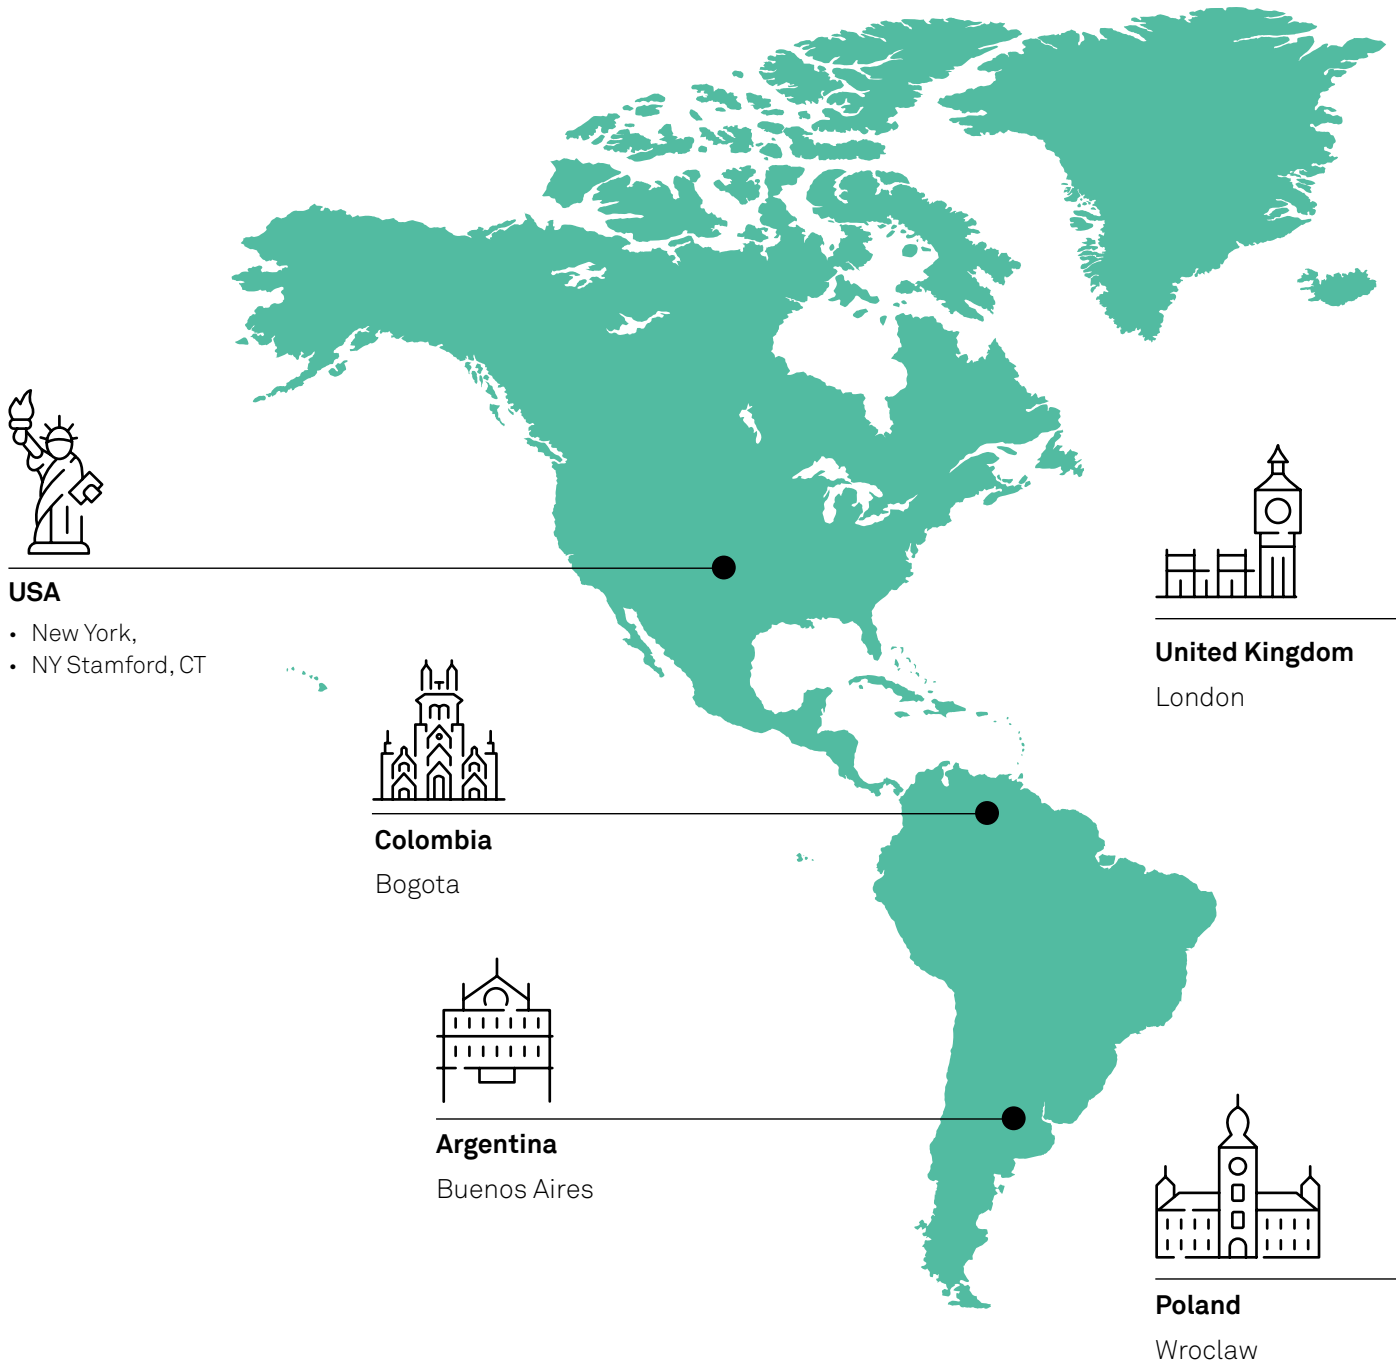 USA
• New York,
• NY Stamford, CT
United Kingdom
London
Colombia
Bogota
Argentina
Buenos Aires
Poland
Wroclaw